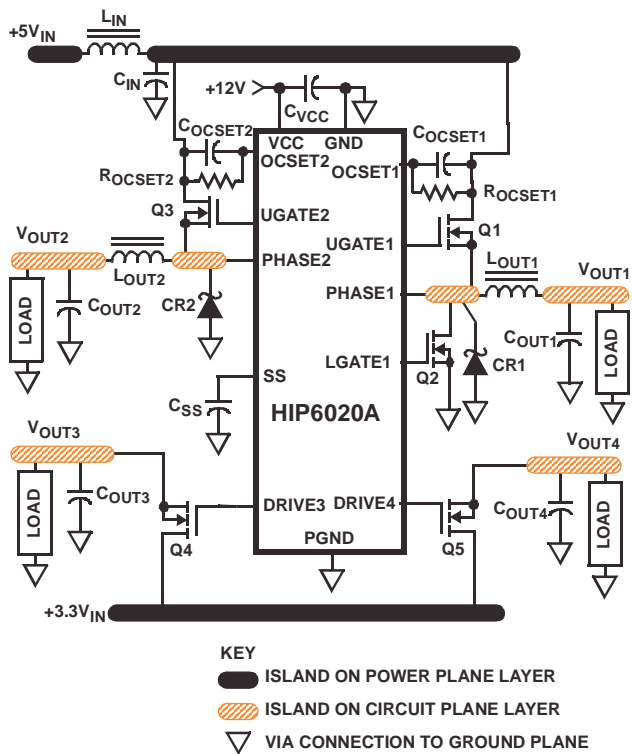 +5VIN
LIN
CIN
+12V
CVCC
COCSET2
VCC
GND
COCSET1
OCSET2
OCSET1
ROCSET2
ROCSET1
Q3
UGATE2
Q1
UGATE1
VOUT2
LOUT2
PHASE2
PHASE1
LOUT1
VOUT1
LOAD
COUT2
CR2
LGATE1
Q2
CR1
COUT1
LOAD
SS
CSS
HIP6020A
VOUT3
VOUT4
LOAD
COUT3
Q4
DRIVE3
DRIVE4
Q5
COUT4
LOAD
PGND
+3.3VIN
KEY
ISLAND ON POWER PLANE LAYER
ISLAND ON CIRCUIT PLANE LAYER
VIA CONNECTION TO GROUND PLANE